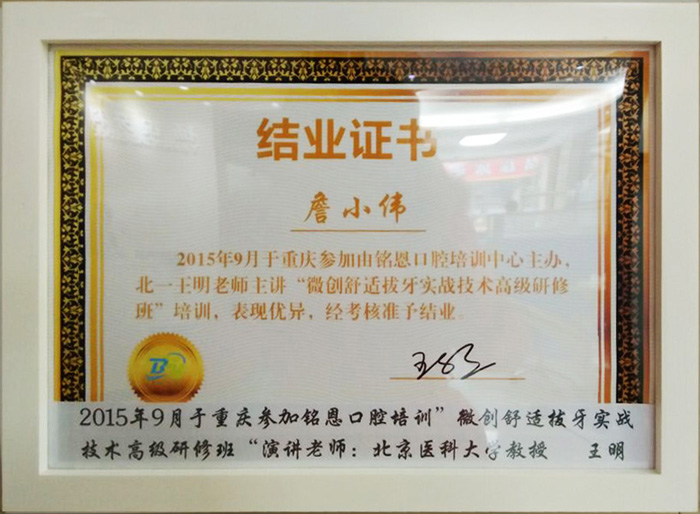 结业证书
詹小伟
2015年9月于重庆参加由铭恩口腔培训中心主办，
北一王明老师主讲“微创舒适拔牙实战技术高级研修
班”培训，表现优异，经考核准予结业。
王明
2015年9月于重庆参加铭恩口腔培训”微创舒适拔牙实战
技术高级研修班“演讲老师：北京医科大学教授 王明